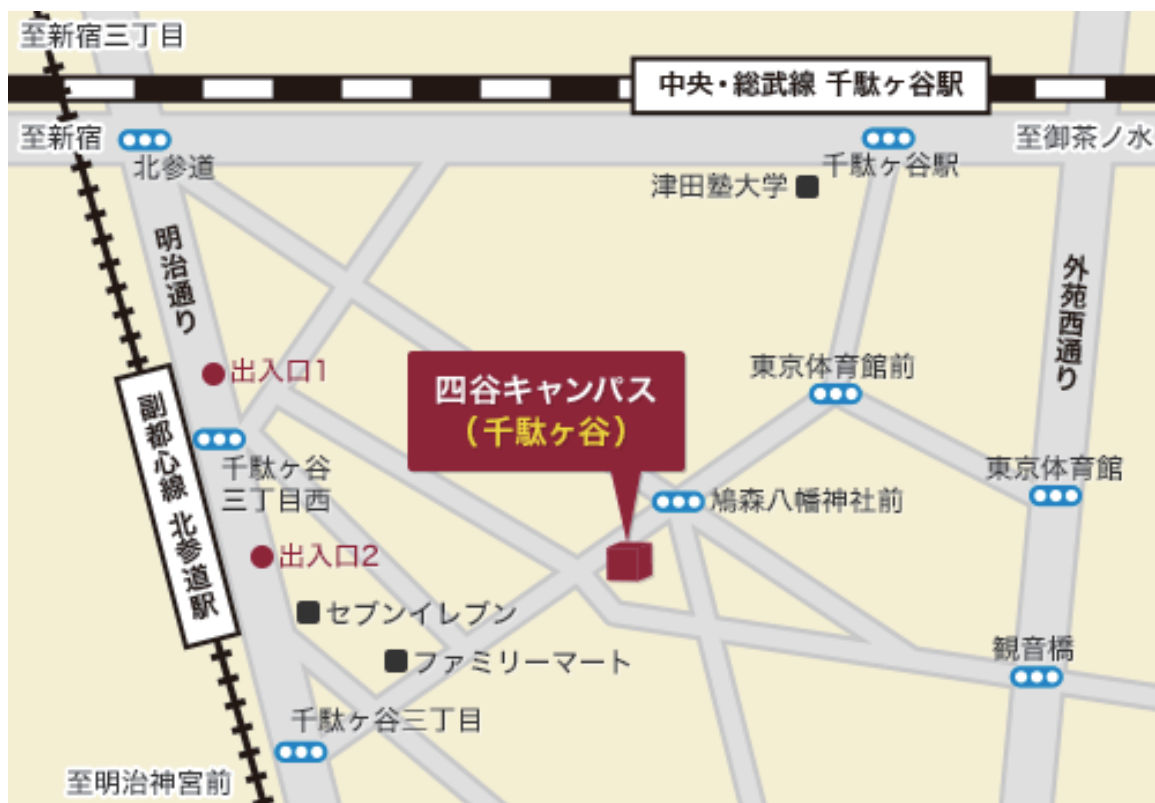 至新宿三丁目
中央・総武線 千駄ヶ谷駅
至新宿
北参道
千駄ヶ谷駅
至御茶ノ水
津田塾大学
明治通り
外苑西通り
出入口1
四谷キャンパス
(千駄ヶ谷)
東京体育館前
副都心線 北参道駅
千駄ヶ谷
三丁目西
東京体育館
鳩森八幡神社前
出入口2
セブンイレブン
ファミリーマート
観音橋
千駄ヶ谷三丁目
至明治神宮前